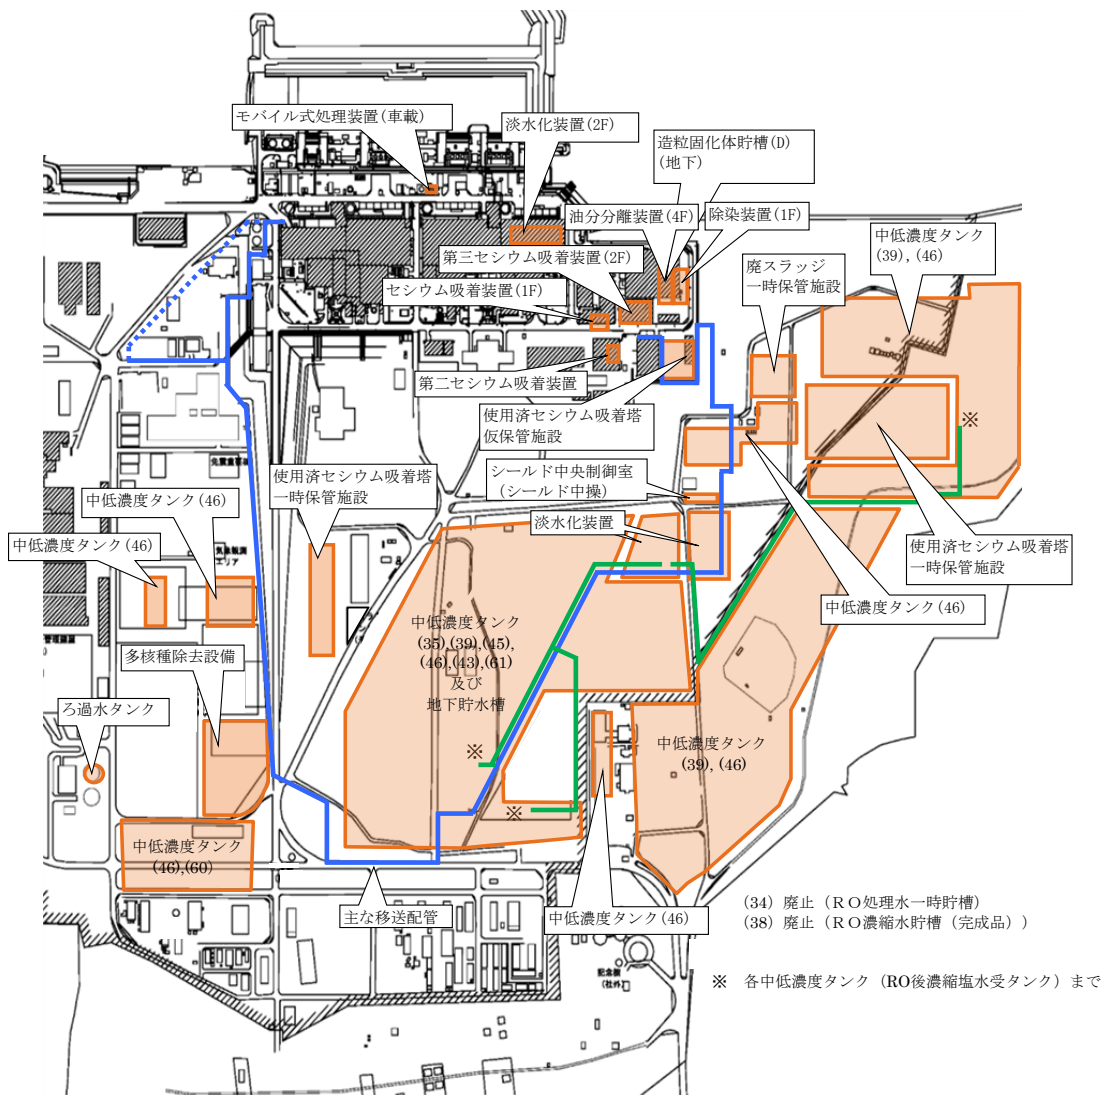 モバイル式処理装置(車載)
淡水化装置(2F)
造粒固化体貯槽(D)
(地下)
油分分離装置(4F)
除染装置(1F)
中低濃度タンク
(39), (46)
第三セシウム吸着装置(2F)
廃スラッジ
一時保管施設
セシウム吸着装置(1F)
第二セシウム吸着装置
使用済セシウム吸着塔
仮保管施設
※
シールド中央制御室
(シールド中操)
使用済セシウム吸着塔
一時保管施設
中低濃度タンク(46)
淡水化装置
中低濃度タンク(46)
気象観測
エリア
使用済セシウム吸着塔
一時保管施設
中低濃度タンク(46)
中低濃度タンク
(35),(39),(45),
(46),(43),(61)
及び
地下貯水槽
多核種除去設備
ろ過水タンク
※
中低濃度タンク
(39), (46)
※
中低濃度タンク
(46),(60)
主な移送配管
中低濃度タンク(46)
(34) 廃止(RO処理水一時貯槽)
(38) 廃止(RO濃縮水貯槽(完成品))
記念館
(社外)
※ 各中低濃度タンク(RO後濃縮塩水受タンク)まで